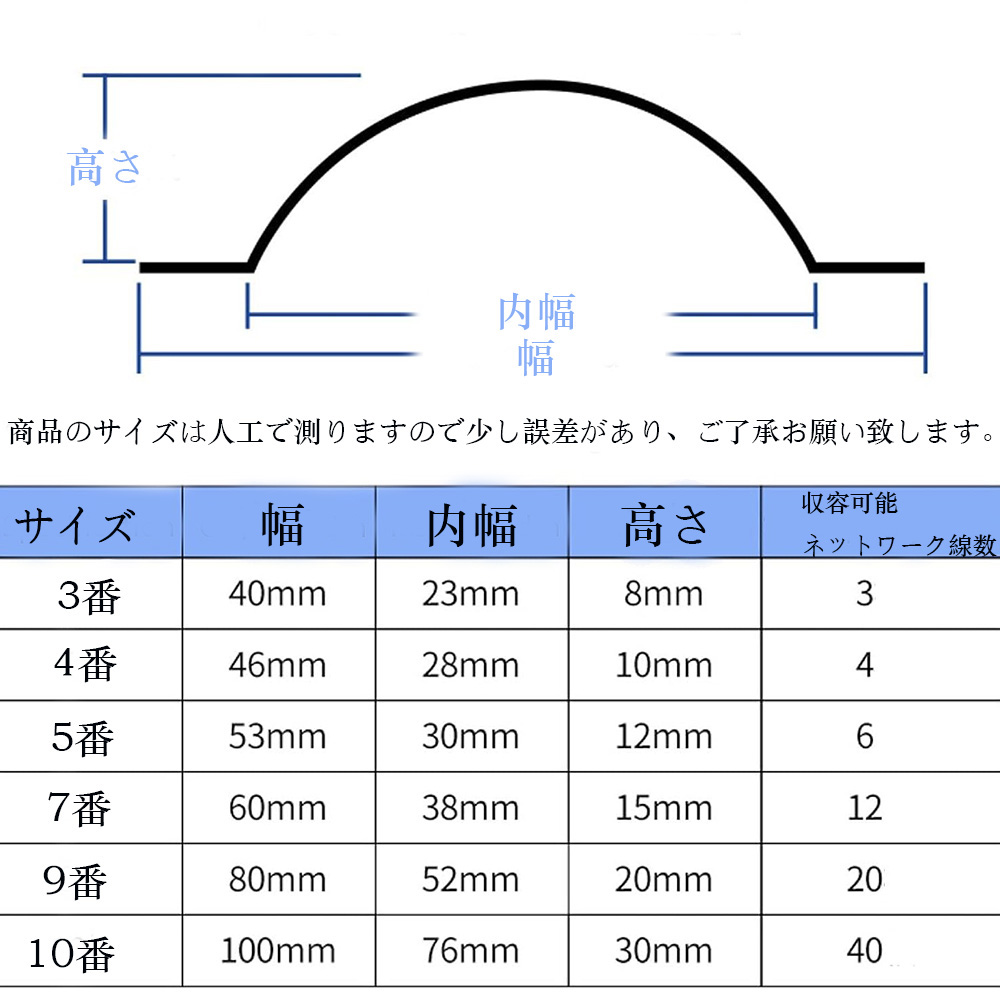 高さ
内幅
幅
商品のサイズは人工で測りますので少し誤差があり、ご了承お願い致します。
サイズ 幅 内幅 高さ 収容可能
ネットワーク線数
3番 40mm 23mm 8mm 3
4番 46mm 28mm 10mm 4
5番 53mm 30mm 12mm 6
7番 60mm 38mm 15mm 12
9番 80mm 52mm 20mm 20
10番 100mm 76mm 30mm 40